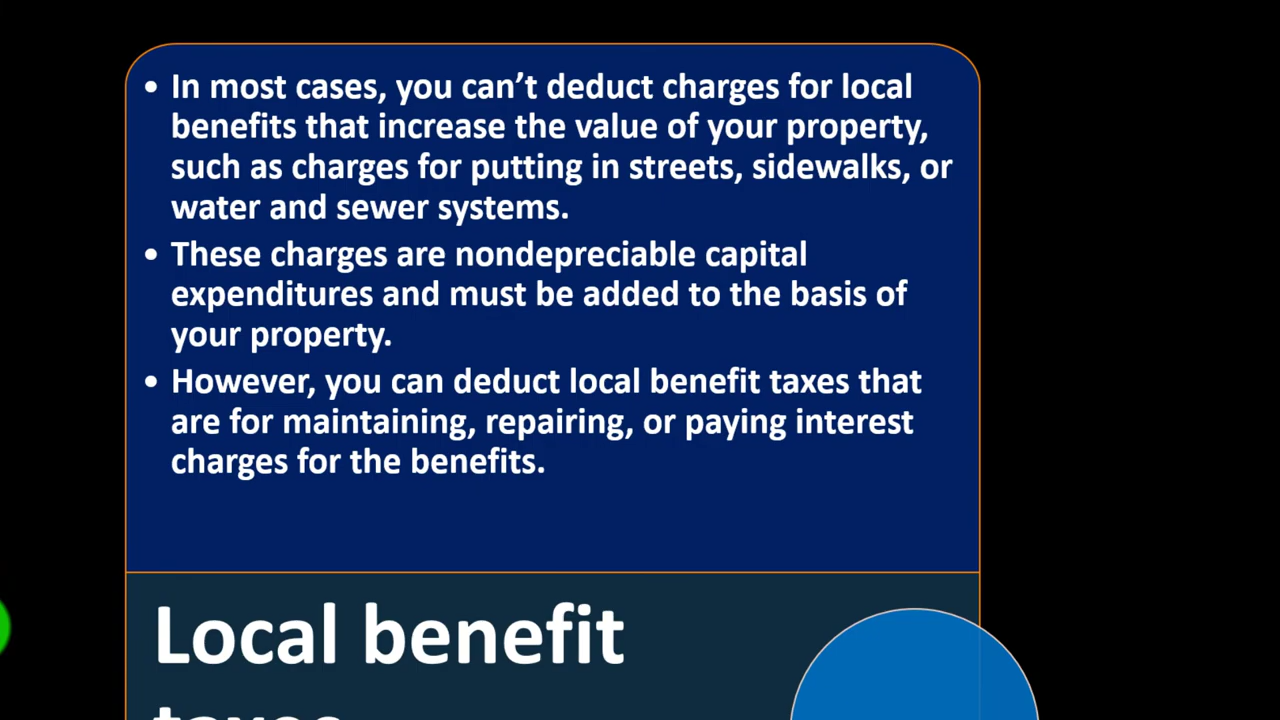 • In most cases, you can’t deduct charges for local
benefits that increase the value of your property,
such as charges for putting in streets, sidewalks, or
water and sewer systems.
• These charges are nondepreciable capital
expenditures and must be added to the basis of
your property.
• However, you can deduct local benefit taxes that
are for maintaining, repairing, or paying interest
charges for the benefits.
Local benefit
taxes